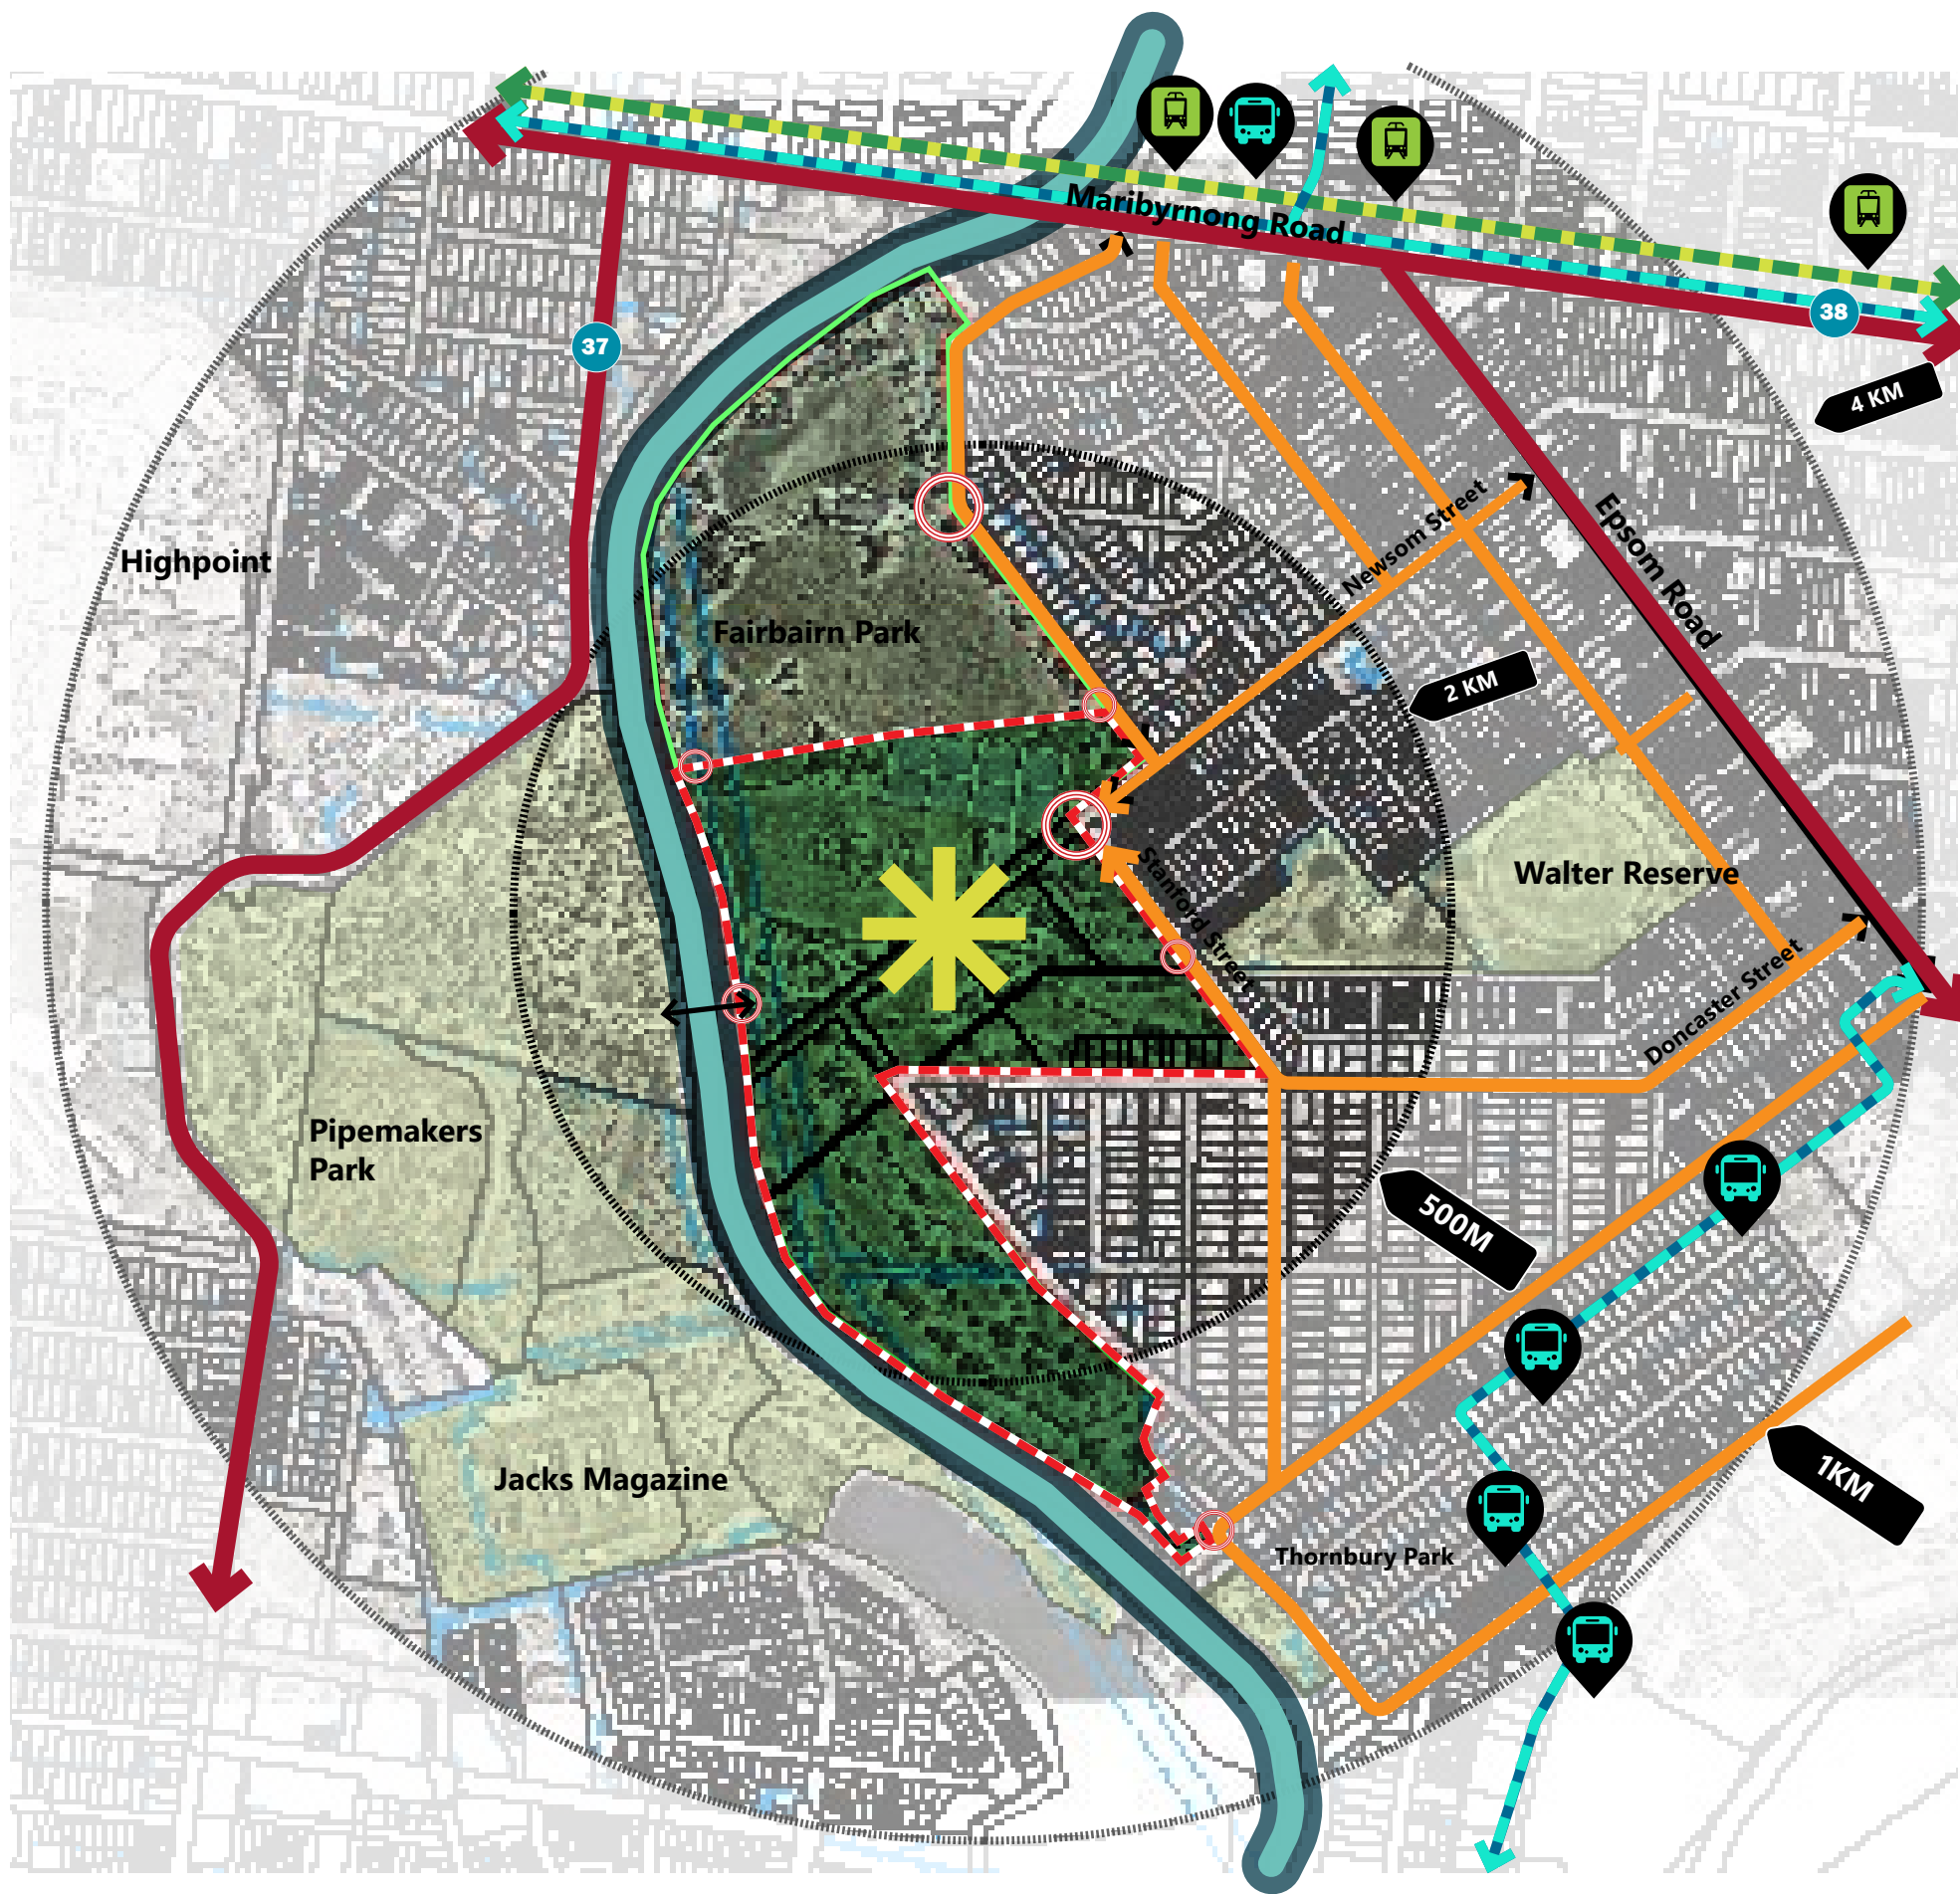 Maribyrnong Road
38
37
4 KM
Newsom Street
Epsom Road
Highpoint
Fairbairn Park
2 KM
Walter Reserve
Stanford Street
Doncaster Street
Pipemakers
Park
500M
Jacks Magazine
1KM
Thornbury Park